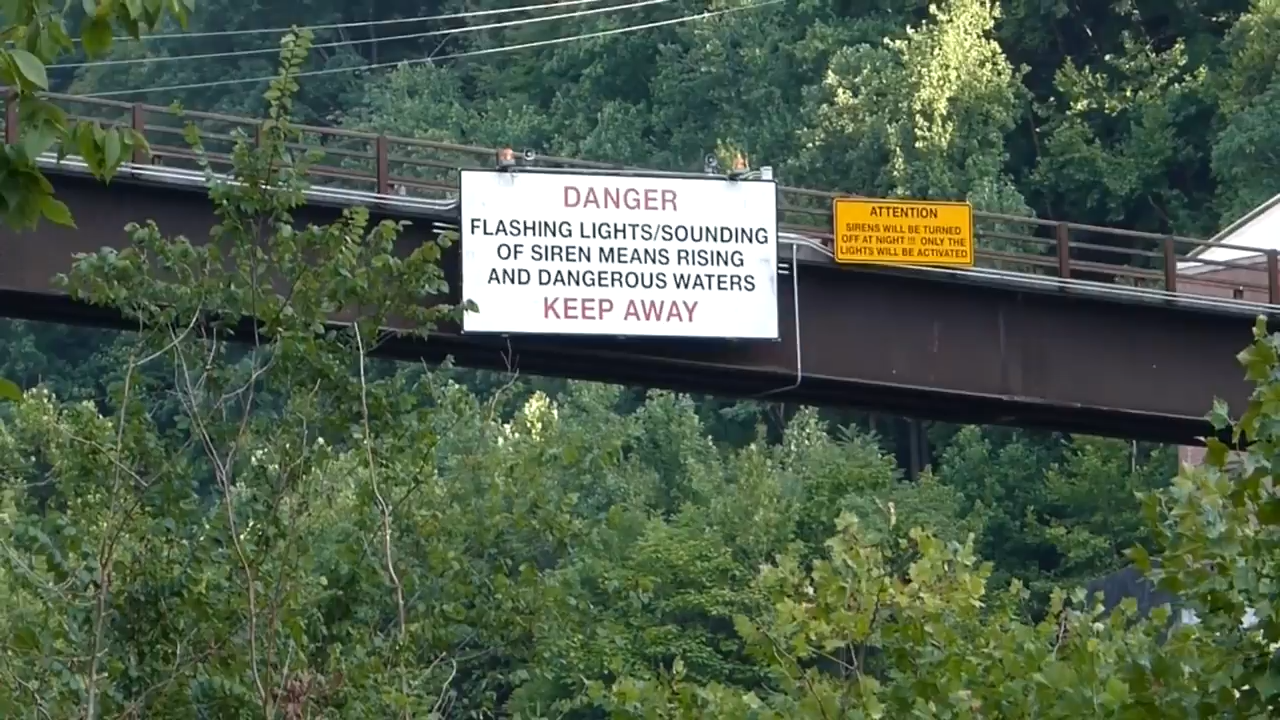 DANGER
FLASHING LIGHTS/SOUNDING
OF SIREN MEANS RISING
AND DANGEROUS WATERS
KEEP AWAY
ATTENTION
SIRENS WILL BE TURNED
OFF AT NIGHT !!! ONLY THE
LIGHTS WILL BE ACTIVATED